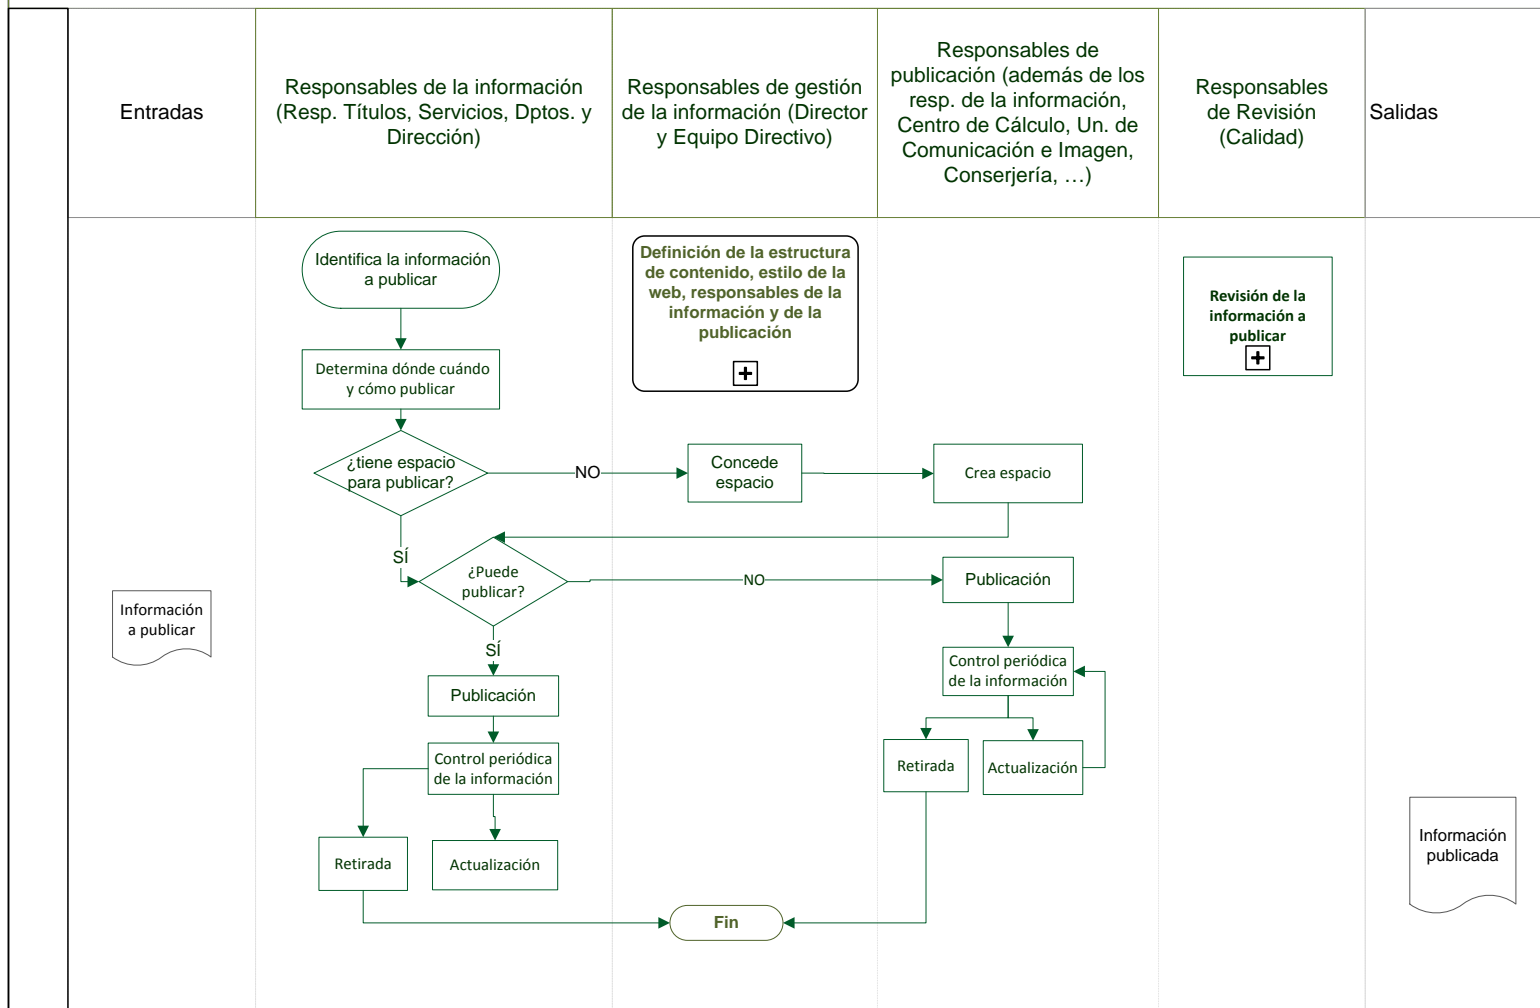 Entradas
Responsables de la información
(Resp. Títulos, Servicios, Dptos. y
Dirección)
Responsables de gestión
de la información (Director
y Equipo Directivo)
Responsables de
publicación (además de los
resp. de la información,
Centro de Cálculo, Un. de
Comunicación e Imagen,
Conserjería, …)
Responsables
de Revisión
(Calidad)
Salidas
Identifica la información
a publicar
Definición de la estructura
de contenido, estilo de la
web, responsables de la
información y de la
publicación
Revisión de la
información a
publicar
Determina dónde cuándo
y cómo publicar
¿tiene espacio
para publicar?
NO
Concede
espacio
Crea espacio
SÍ
¿Puede
publicar?
NO
Publicación
Información
a publicar
SÍ
Control periódica
de la información
Publicación
Control periódica
de la información
Retirada
Actualización
Retirada
Actualización
Información
publicada
Fin